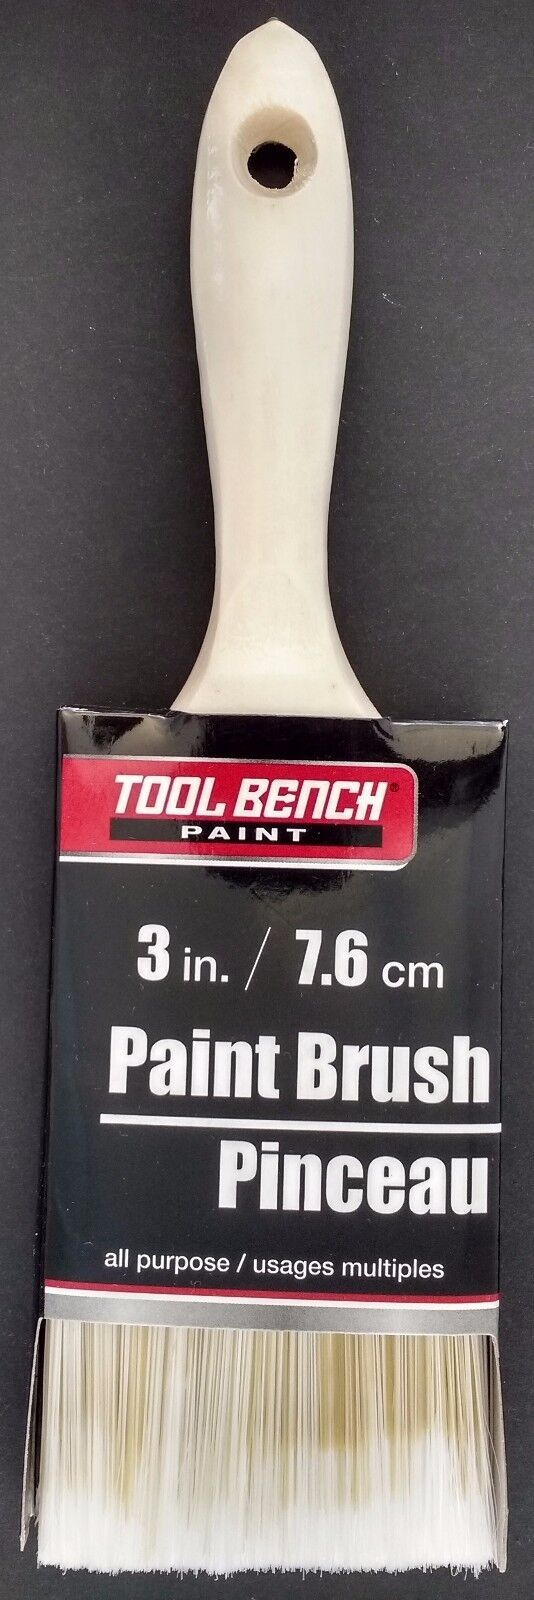 TOOL BENCH®
PAINT
3 in. / 7.6 cm
Paint Brush
Pinceau
all purpose / usages multiples